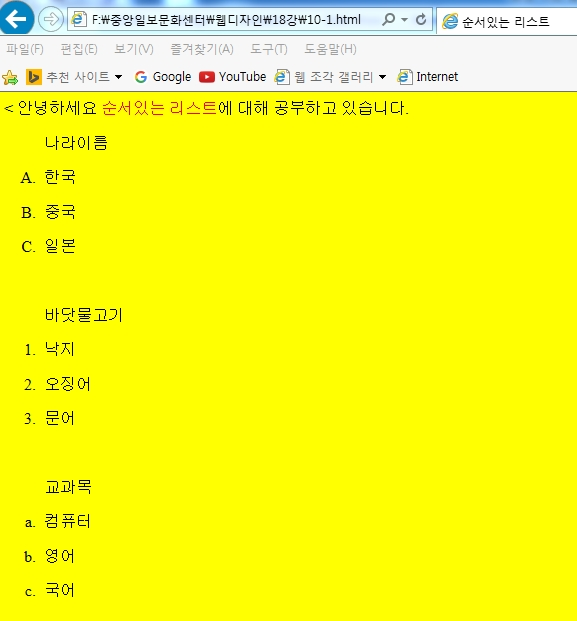 F:₩중앙일보문화센터₩웹디자인₩18강₩10-1.html
순서있는 리스트
파일(F) 편집(E) 보기(V) 즐겨찾기(A) 도구(T) 도움말(H)
추천 사이트 Google YouTube 웹 조각 갤러리 Internet
< 안녕하세요 순서있는 리스트에 대해 공부하고 있습니다.
나라이름
A. 한국
B. 중국
C. 일본
바닷물고기
1. 낙지
2. 오징어
3. 문어
교과목
a. 컴퓨터
b. 영어
c. 국어